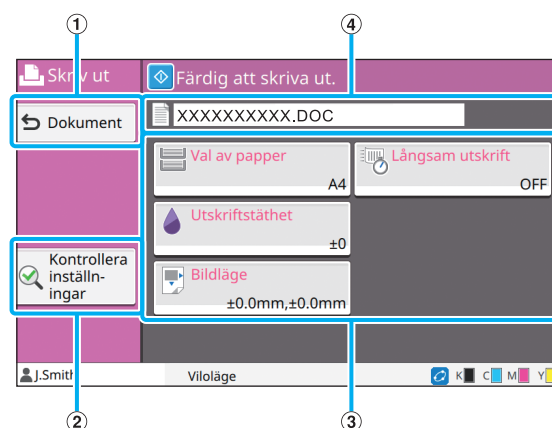 ① ④
Skriv ut
Färdig att skriva ut.
Dokument
XXXXXXXXXX.DOC
Val av papper
A4
Långsam utskrift
OFF
Utskriftstäthet
±0
Kontrollera
inställn-
ingar
Bildläge
±0.0mm,±0.0mm
J.Smith
Viloläge
K C M Y
② ③